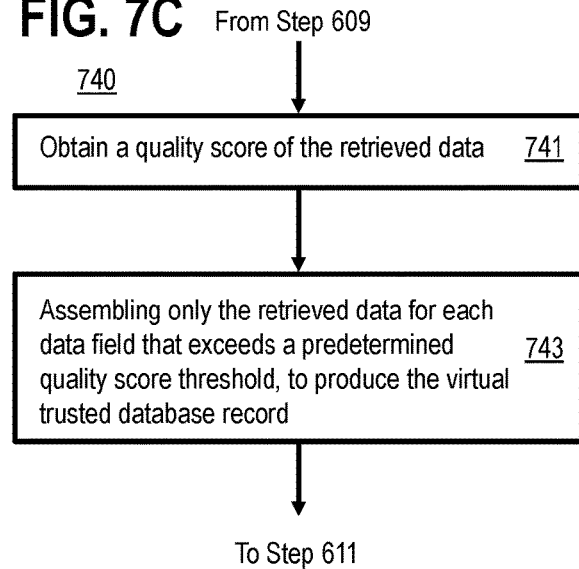 FIG. 7C From Step 609
740
Obtain a quality score of the retrieved data 741
Assembling only the retrieved data for each
data field that exceeds a predetermined
quality score threshold, to produce the virtual 743
trusted database record
To Step 611